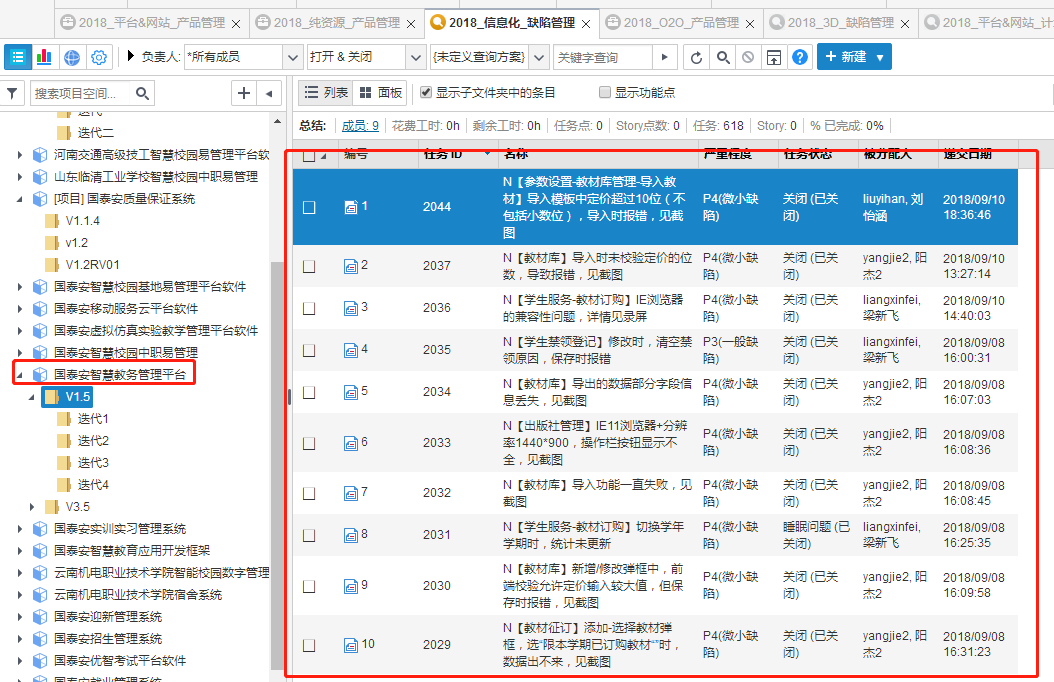 2018_平台&网站_产品管理 × 2018_纯资源_产品管理 × 2018_信息化_缺陷管理 × 2018_O2O_产品管理 × 2018_3D_缺陷管理 × 2018_平台&网站_计
负责人: *所有成员 打开 & 关闭 {未定义查询方案} 关键字查询 + 新建
搜索项目空间... 列表 面板 显示子文件夹中的条目 显示功能点
总结: 成员: 9 花费工时: 0h 剩余工时: 0h 任务点: 0 Story点数: 0 任务: 618 Story: 0 % 已完成: 0%
迭代二
河南交通高级技工智慧校园易管理平台软
山东临清工业学校智慧校园中职易管理
[项目] 国泰安质量保证系统
V1.1.4
v1.2
V1.2RV01
国泰安智慧校园基地易管理平台软件
国泰安移动服务云平台软件
国泰安虚拟仿真实验教学管理平台软件
国泰安智慧校园中职易管理
国泰安智慧教务管理平台
V1.5
迭代1
迭代2
迭代3
迭代4
V3.5
国泰安实训实习管理系统
国泰安智慧教育应用开发框架
云南机电职业技术学院智能校园数字管理
云南机电职业技术学院宿舍系统
国泰安迎新管理系统
国泰安招生管理系统
国泰安优智考试平台软件
编号 任务 ID 名称 严重程度 任务状态 被分配人 递交日期
1 2044
N【参数设置-教材库管理-导入教
材】导入模板中定价超过10位（不
包括小数位），导入时报错，见截
图
P4(微小缺
陷)
关闭 (已关
闭)
liuyihan, 刘
怡涵
2018/09/10
18:36:46
2 2037
N【教材库】导入时未校验定价的位
数，导致报错，见截图
P4(微小缺
陷)
关闭 (已关
闭)
yangjie2, 阳
杰2
2018/09/10
13:27:14
3 2036
N【学生服务-教材订购】IE浏览器
的兼容性问题，详情见录屏
P4(微小缺
陷)
关闭 (已关
闭)
liangxinfei,
梁新飞
2018/09/10
14:40:03
4 2035
N【学生禁领登记】修改时，清空禁
领原因，保存时报错
P3(一般缺
陷)
关闭 (已关
闭)
liangxinfei,
梁新飞
2018/09/08
16:00:31
5 2034
N【教材库】导出的数据部分字段信
息丢失，见截图
P4(微小缺
陷)
关闭 (已关
闭)
yangjie2, 阳
杰2
2018/09/08
16:07:03
6 2033
N【出版社管理】IE11浏览器+分辨
率1440*900，操作栏按钮显示不
全，见截图
P4(微小缺
陷)
关闭 (已关
闭)
yangjie2, 阳
杰2
2018/09/08
16:08:36
7 2032
N【教材库】导入功能一直失败，见
截图
P4(微小缺
陷)
关闭 (已关
闭)
yangjie2, 阳
杰2
2018/09/08
16:08:45
8 2031
N【学生服务-教材订购】切换学年
学期时，统计未更新
P4(微小缺
陷)
睡眠问题 (已
关闭)
liangxinfei,
梁新飞
2018/09/08
16:25:35
9 2030
N【教材库】新增/修改弹框中，前
端校验允许定价输入较大值，但保
存时报错，见截图
P4(微小缺
陷)
关闭 (已关
闭)
yangjie2, 阳
杰2
2018/09/08
16:09:58
10 2029
N【教材征订】添加-选择教材弹
框，选“限本学期已订购教材”时，
数据出不来，见截图
P4(微小缺
陷)
关闭 (已关
闭)
yangjie2, 阳
杰2
2018/09/08
16:31:23